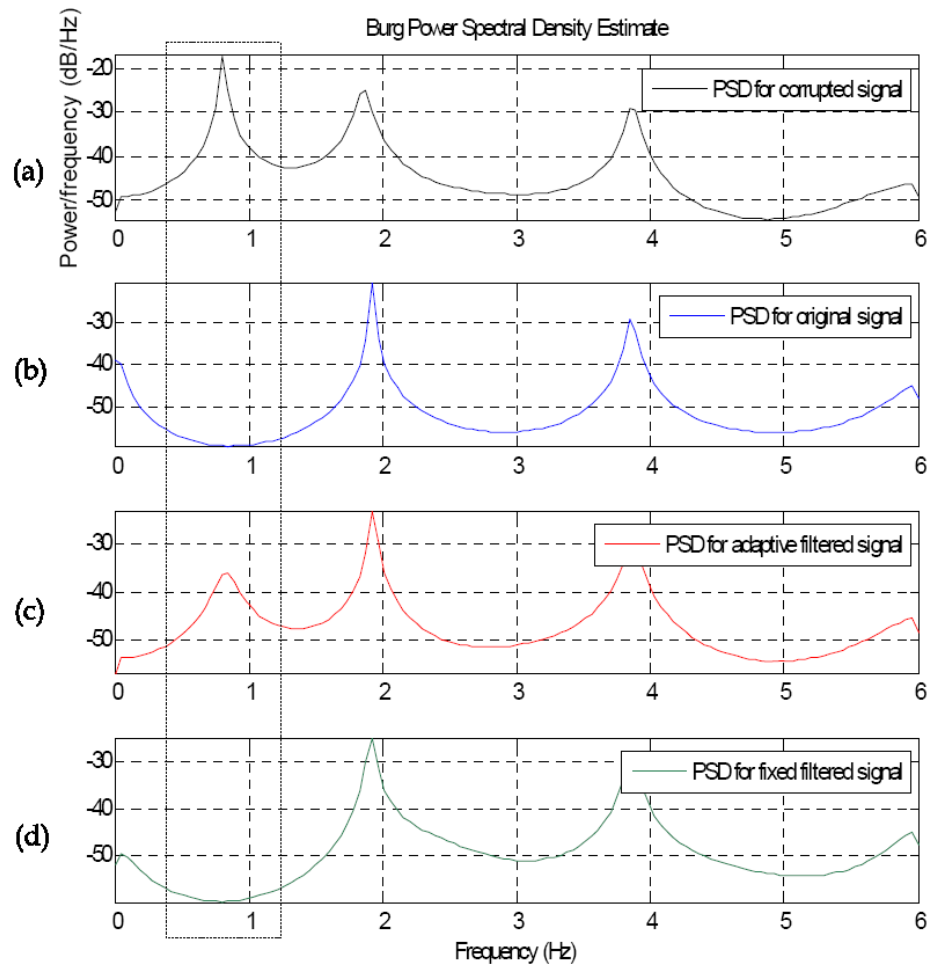 Burg Power Spectral Density Estimate
Power/frequency (dB/Hz)
(a)
-20
-30
-40
-50
PSD for corrupted signal
0 1 2 3 4 5 6
(b)
-30
-40
-50
PSD for original signal
0 1 2 3 4 5 6
(c)
-30
-40
-50
PSD for adaptive filtered signal
0 1 2 3 4 5 6
(d)
-30
-40
-50
PSD for fixed filtered signal
0 1 2 3 4 5 6
Frequency (Hz)